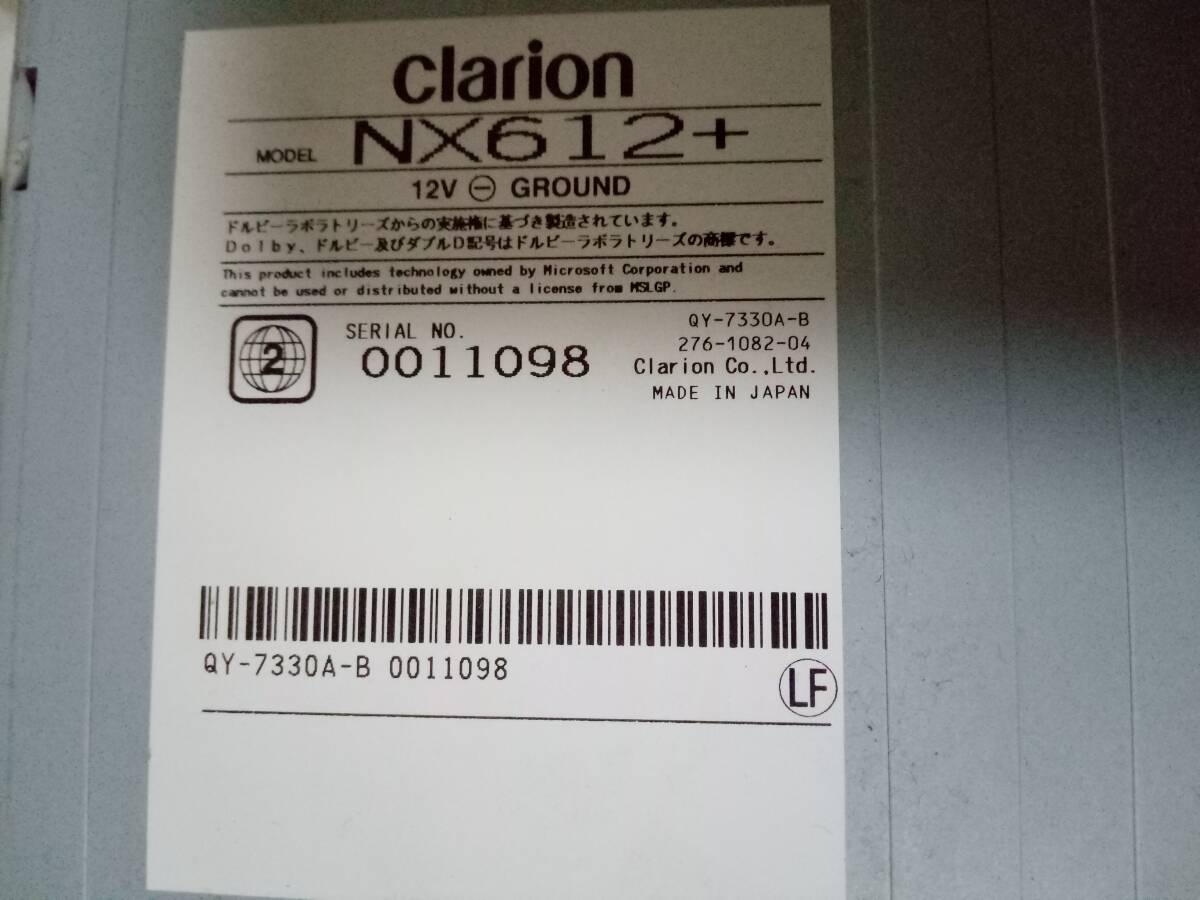 clarion
MODEL NX612+
12V ⊖ GROUND
ドルビーラボラトリーズからの実施権に基づき製造されています。
Dolby、ドルビー及びダブルD記号はドルビーラボラトリーズの商標です。
This product includes technology owned by Microsoft Corporation and
cannot be used or distributed without a license from MSLGP.
2
SERIAL NO.
0011098
QY-7330A-B
276-1082-04
Clarion Co.,Ltd.
MADE IN JAPAN
QY-7330A-B 0011098
LF